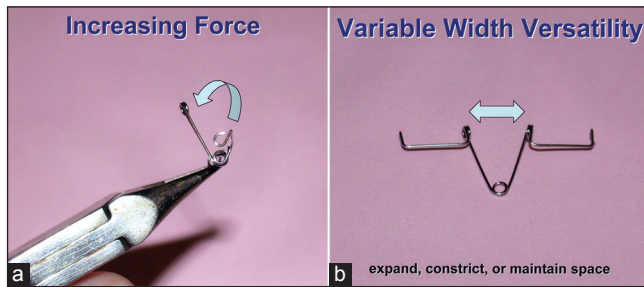 Increasing Force
a
Variable Width Versatility
expand, constrict, or maintain space
b